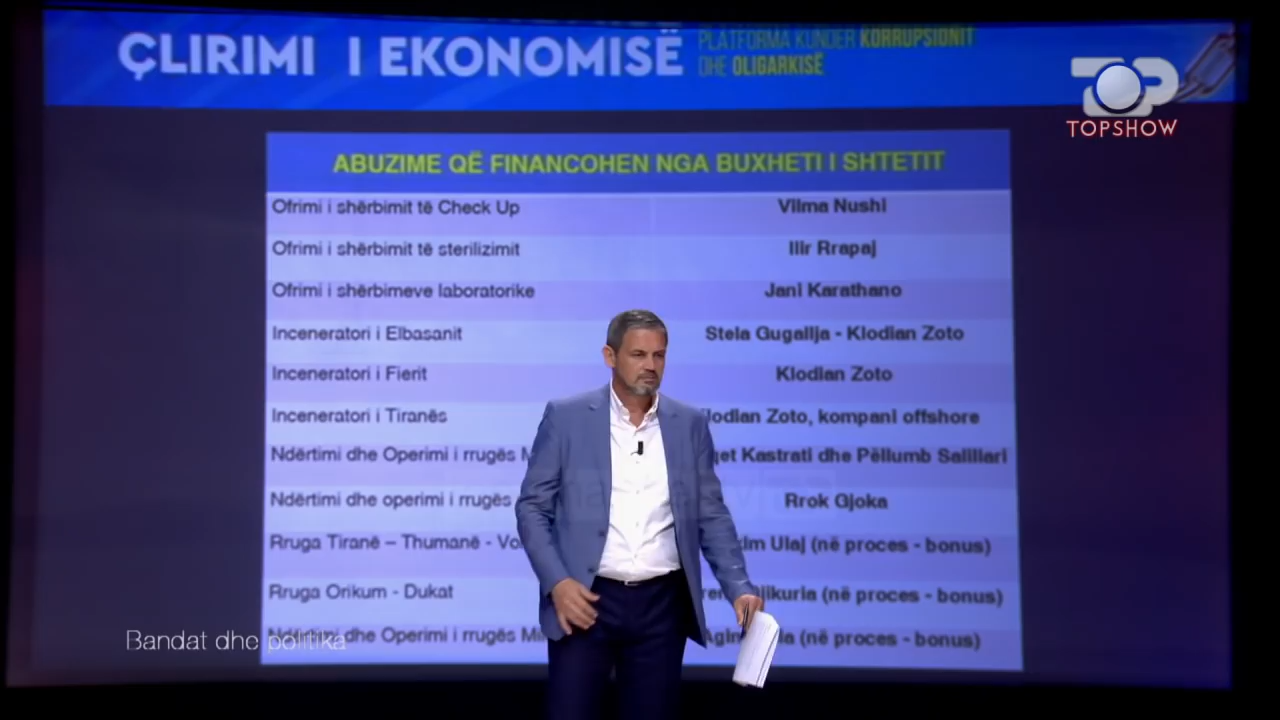 ÇLIRIMI I EKONOMISË
PLATFORMA KUNDËR KORRUPSIONIT
DHE OLIGARKISË
TOPSHOW
ABUZIME QË FINANCOHEN NGA BUXHETI I SHTETIT
Ofrimi i shërbimit të Check Up Vilma Nushi
Ofrimi i shërbimit të sterilizimit Ilir Rrapaj
Ofrimi i shërbimeve laboratorike Jani Karathano
Inceneratori i Elbasanit Stela Gugallja - Klodian Zoto
Inceneratori i Fierit Klodian Zoto
Inceneratori i Tiranës Zoto, kompani offshore
Ndërtimi dhe Operimi i rrugës Kastrati dhe Pëllumb Salillari
Ndërtimi dhe operimi i rrugës Rrok Gjoka
Rruga Tiranë – Thumanë - Ulaj (në proces - bonus)
Rruga Orikum - Dukat (në proces - bonus)
Ndërtimi dhe Operimi i rrugës (në proces - bonus)
Bandat dhe politika